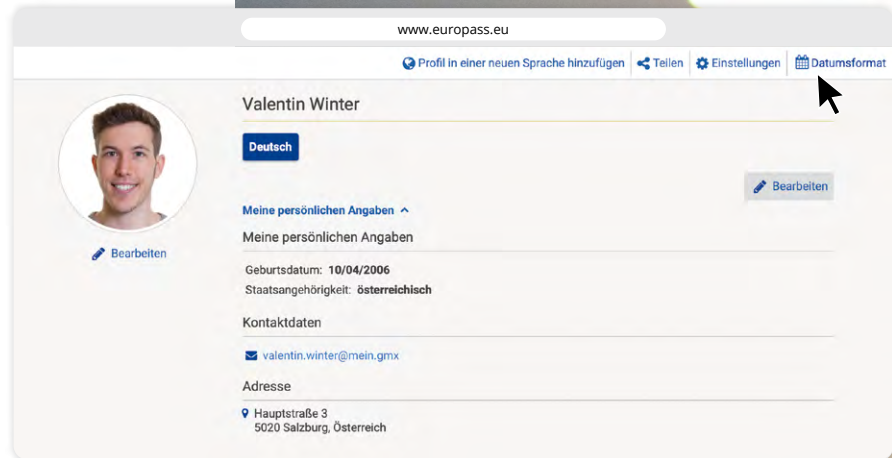 www.europass.eu
Profil in einer neuen Sprache hinzufügen Teilen Einstellungen Datumsformat
Valentin Winter
Deutsch
Bearbeiten
Meine persönlichen Angaben
Meine persönlichen Angaben
Bearbeiten
Geburtsdatum: 10/04/2006
Staatsangehörigkeit: österreichisch
Kontaktdaten
valentin.winter@mein.gmx
Adresse
Hauptstraße 3
5020 Salzburg, Österreich